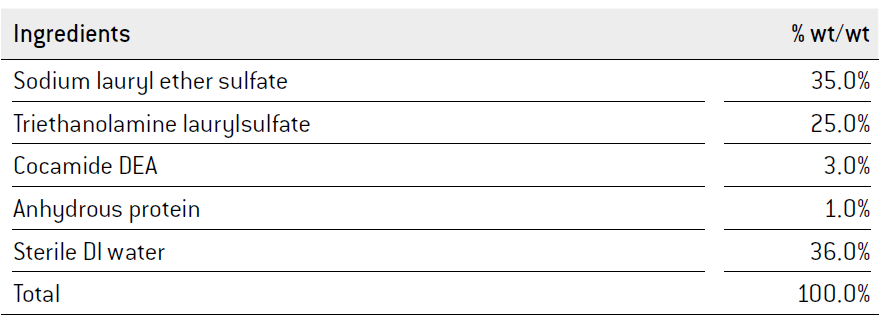 Ingredients % wt/wt
Sodium lauryl ether sulfate 35.0%
Triethanolamine laurylsulfate 25.0%
Cocamide DEA 3.0%
Anhydrous protein 1.0%
Sterile DI water 36.0%
Total 100.0%